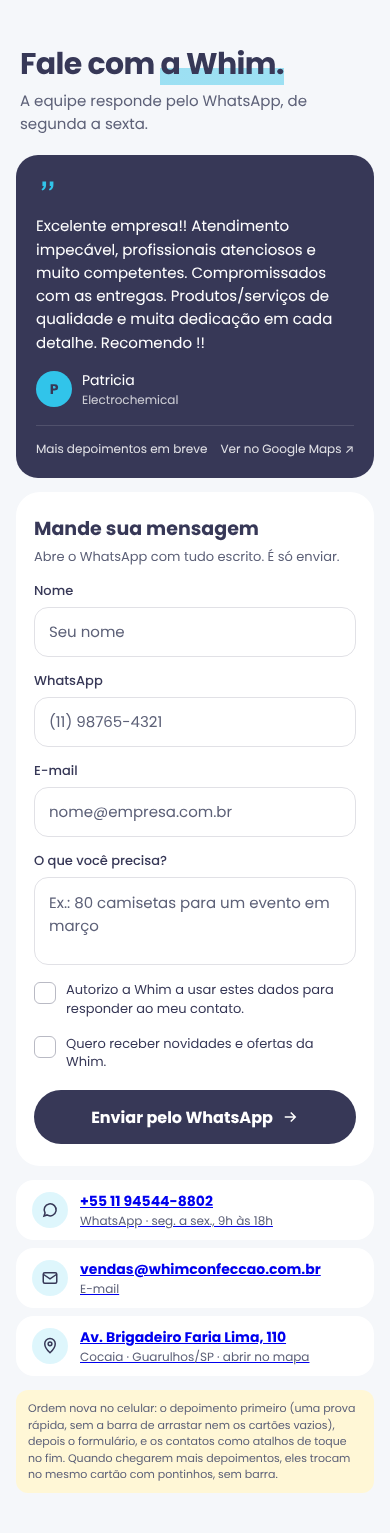 Fale com a Whim.
A equipe responde pelo WhatsApp, de
segunda a sexta.
”
Excelente empresa!! Atendimento
impecável, profissionais atenciosos e
muito competentes. Compromissados
com as entregas. Produtos/serviços de
qualidade e muita dedicação em cada
detalhe. Recomendo !!
P
Patricia
Electrochemical
Mais depoimentos em breve
Ver no Google Maps ↗
Mande sua mensagem
Abre o WhatsApp com tudo escrito. É só enviar.
Nome
Seu nome
WhatsApp
(11) 98765-4321
E-mail
nome@empresa.com.br
O que você precisa?
Ex.: 80 camisetas para um evento em
março
Autorizo a Whim a usar estes dados para
responder ao meu contato.
Quero receber novidades e ofertas da
Whim.
Enviar pelo WhatsApp →
+55 11 94544-8802
WhatsApp · seg. a sex., 9h às 18h
vendas@whimconfeccao.com.br
E-mail
Av. Brigadeiro Faria Lima, 110
Cocaia · Guarulhos/SP · abrir no mapa
Ordem nova no celular: o depoimento primeiro (uma prova
rápida, sem a barra de arrastar nem os cartões vazios),
depois o formulário, e os contatos como atalhos de toque
no fim. Quando chegarem mais depoimentos, eles trocam
no mesmo cartão com pontinhos, sem barra.